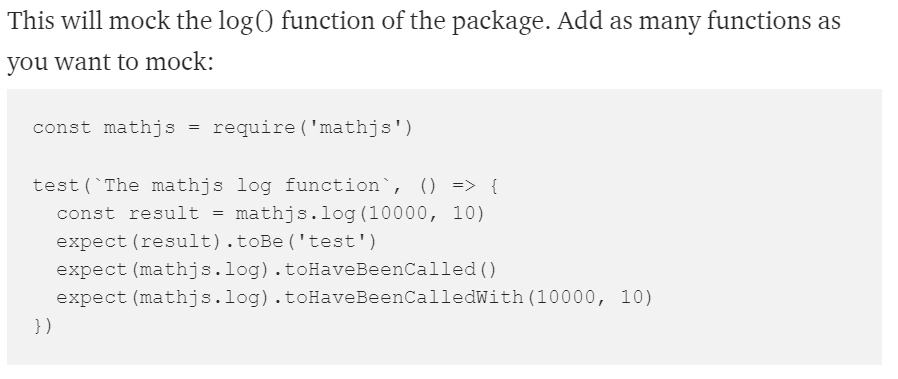 This will mock the log() function of the package. Add as many functions as
you want to mock:
const mathjs = require('mathjs')
test(`The mathjs log function`, () => {
  const result = mathjs.log(10000, 10)
  expect(result).toBe('test')
  expect(mathjs.log).toHaveBeenCalled()
  expect(mathjs.log).toHaveBeenCalledWith(10000, 10)
})